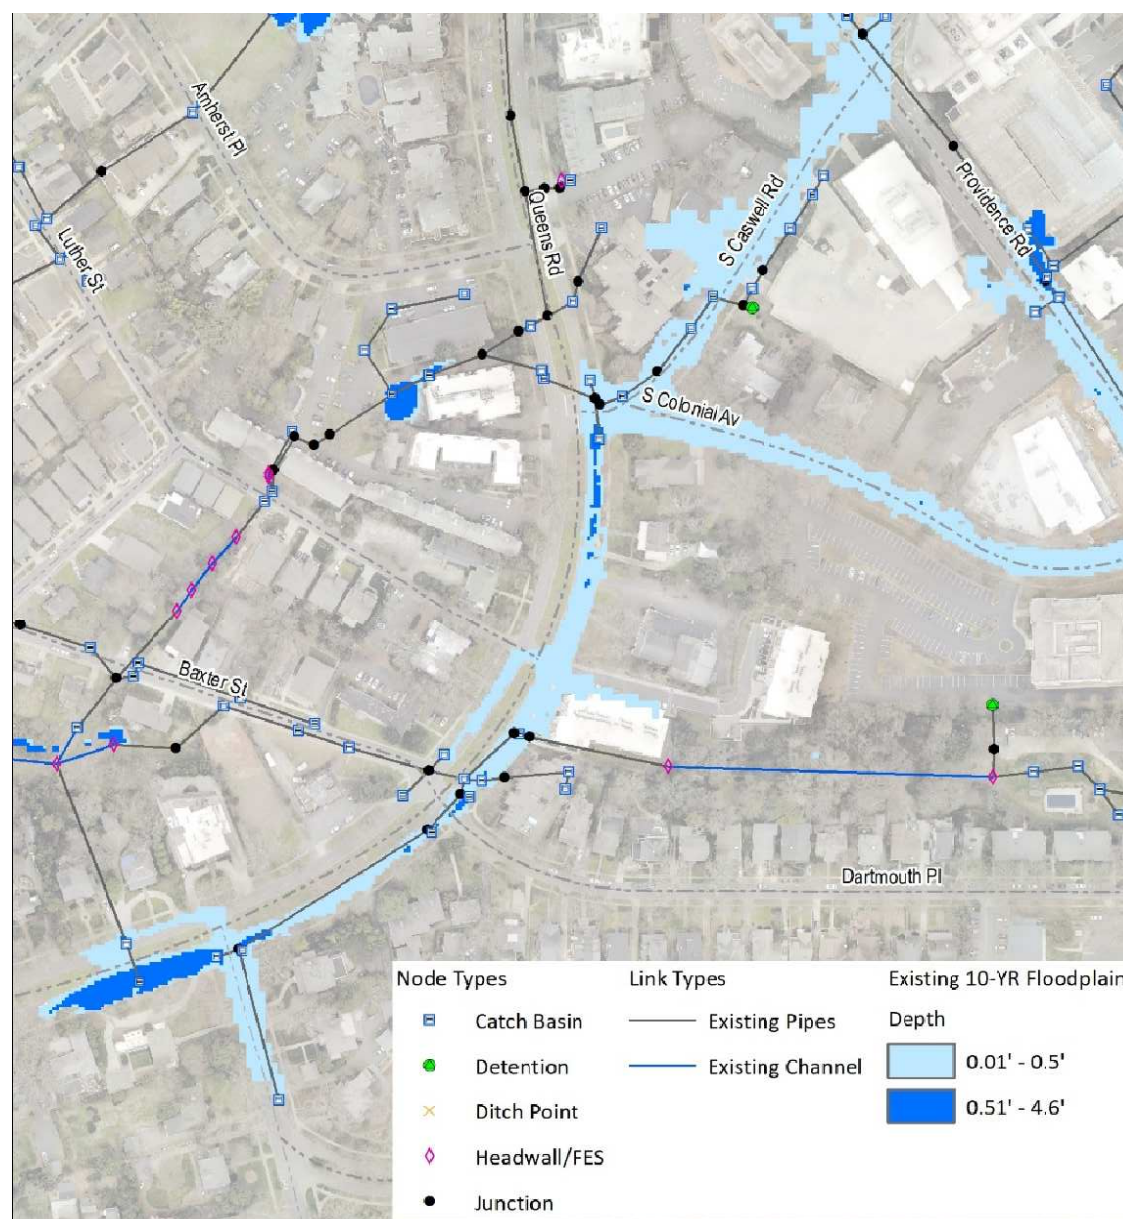 Amherst Pl
Queens Rd
S Caswell Rd
Providence Rd
Luther St
S Colonial Av
Baxter St
Dartmouth Pl
Node Types
Catch Basin
Detention
Ditch Point
Headwall/FES
Junction
Link Types
Existing Pipes
Existing Channel
Existing 10-YR Floodplain
Depth
0.01' - 0.5'
0.51' - 4.6'